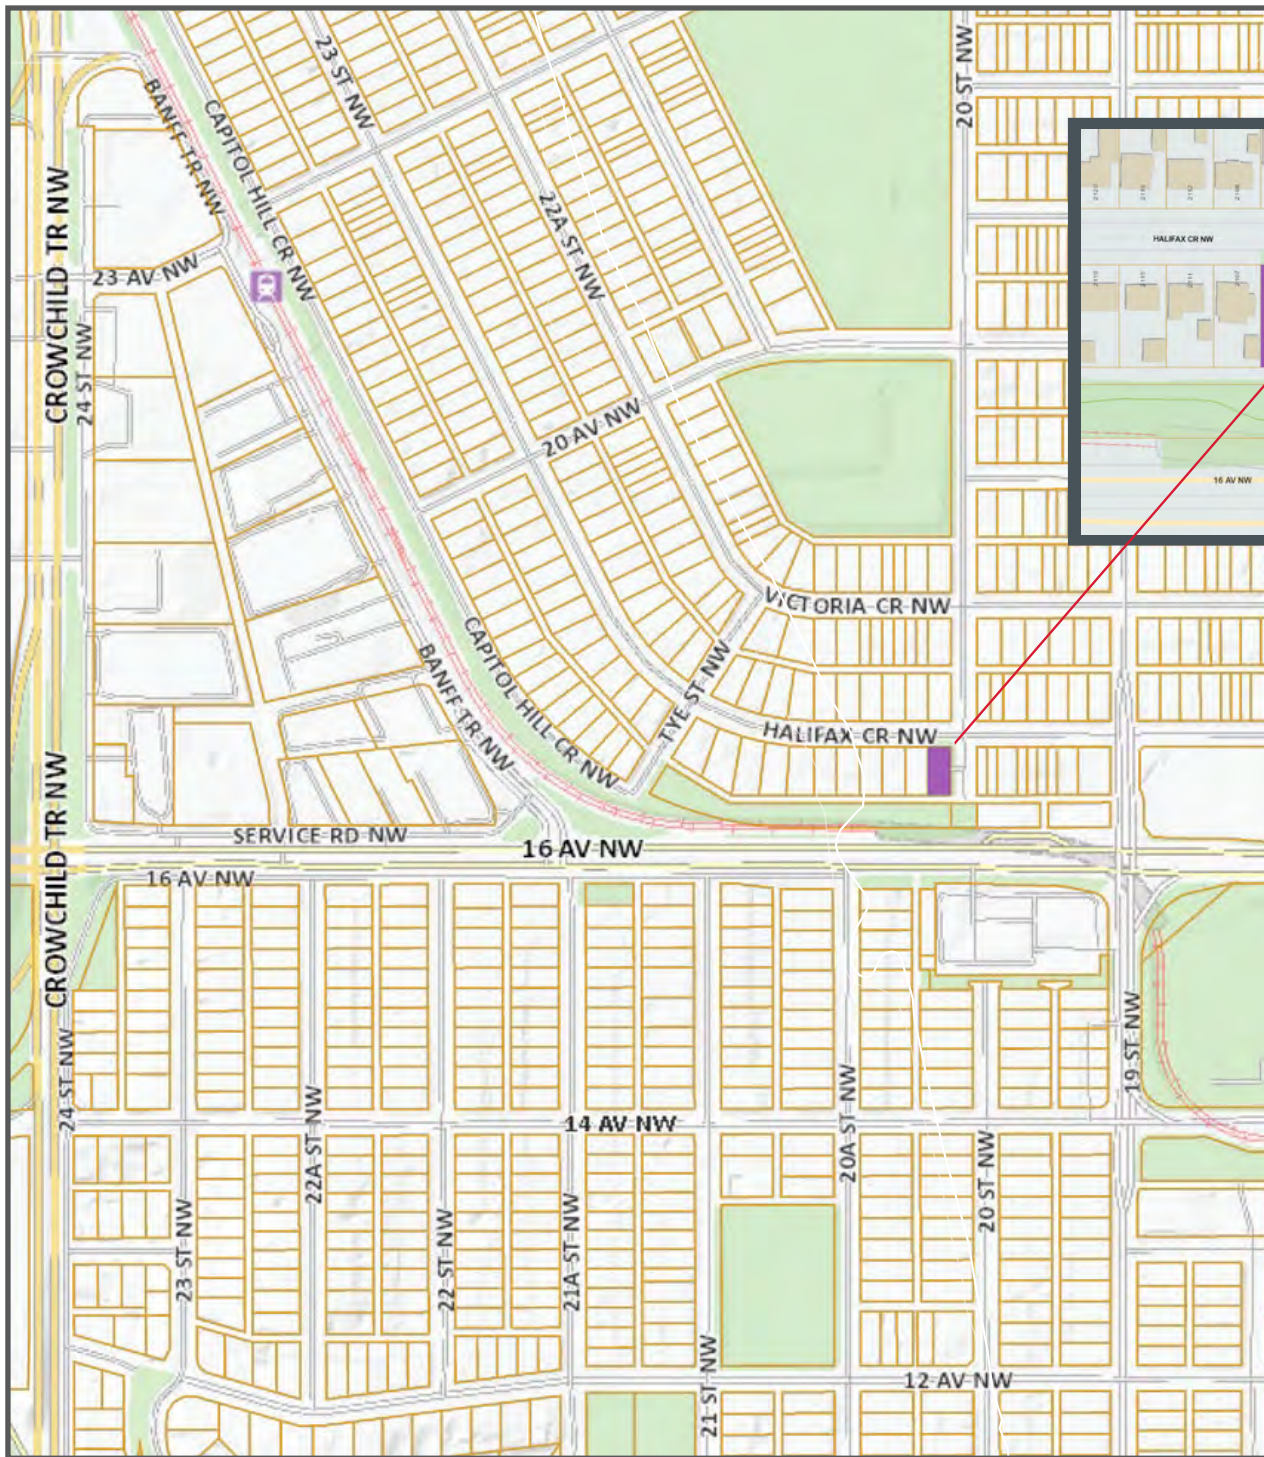 23 ST NW
20 ST NW
BANFF TR NW
CAPITOL HILL CR NW
CROWCHILD TR NW
22A ST NW
HALIFAX CR NW
23 AV NW
24 ST NW
20 AV NW
16 AV NW
VICTORIA CR NW
CAPITOL HILL CR NW
BANFF TR NW
TYE ST NW
HALIFAX CR NW
CROWCHILD TR NW
SERVICE RD NW
16 AV NW
16 AV NW
24 ST NW
19 ST NW
22A ST NW
14 AV NW
20A ST NW
20 ST NW
23 ST NW
22 ST NW
21A ST NW
21 ST NW
12 AV NW